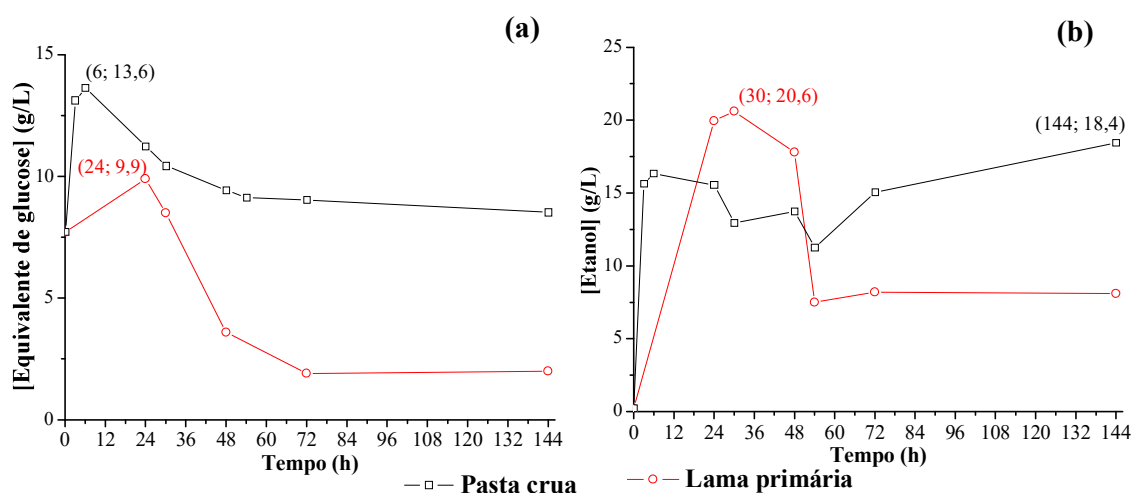 (a)
[Equivalente de glucose] (g/L)
15
10
5
0
(6; 13,6)
(24; 9,9)
0 12 24 36 48 60 72 84 96 108 120 132 144
Tempo (h)
(b)
[Etanol] (g/L)
25
20
15
10
5
0
(30; 20,6)
(144; 18,4)
0 12 24 36 48 60 72 84 96 108 120 132 144
Tempo (h)
Pasta crua
Lama primária